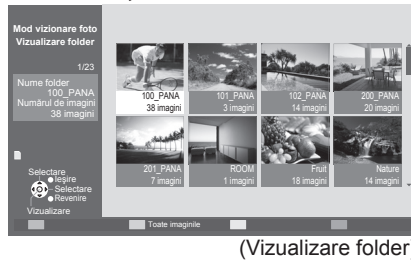 Mod vizionare foto
Vizualizare folder
1/23
Nume folder
100_PANA
Numărul de imagini
38 imagini
Selectare
Ieşire
Selectare
Revenire
Vizualizare
100_PANA
38 imagini
101_PANA
3 imagini
102_PANA
14 imagini
200_PANA
20 imagini
201_PANA
7 imagini
ROOM
1 imagini
Fruit
18 imagini
Nature
14 imagini
Toate imaginile
(Vizualizare folder